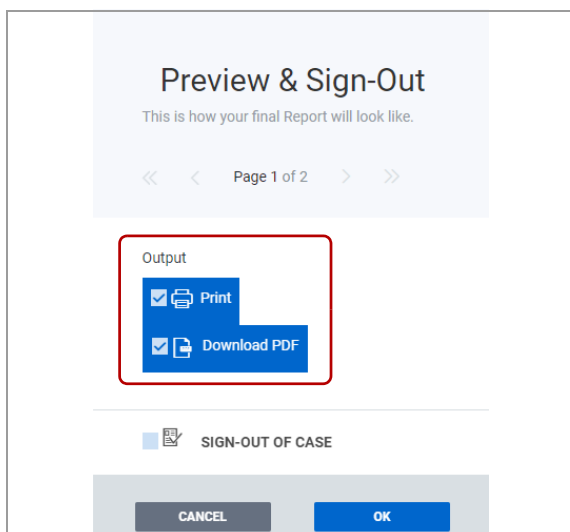 Preview & Sign-Out
This is how your final Report will look like.
Page 1 of 2
Output
Print
Download PDF
SIGN-OUT OF CASE
CANCEL OK